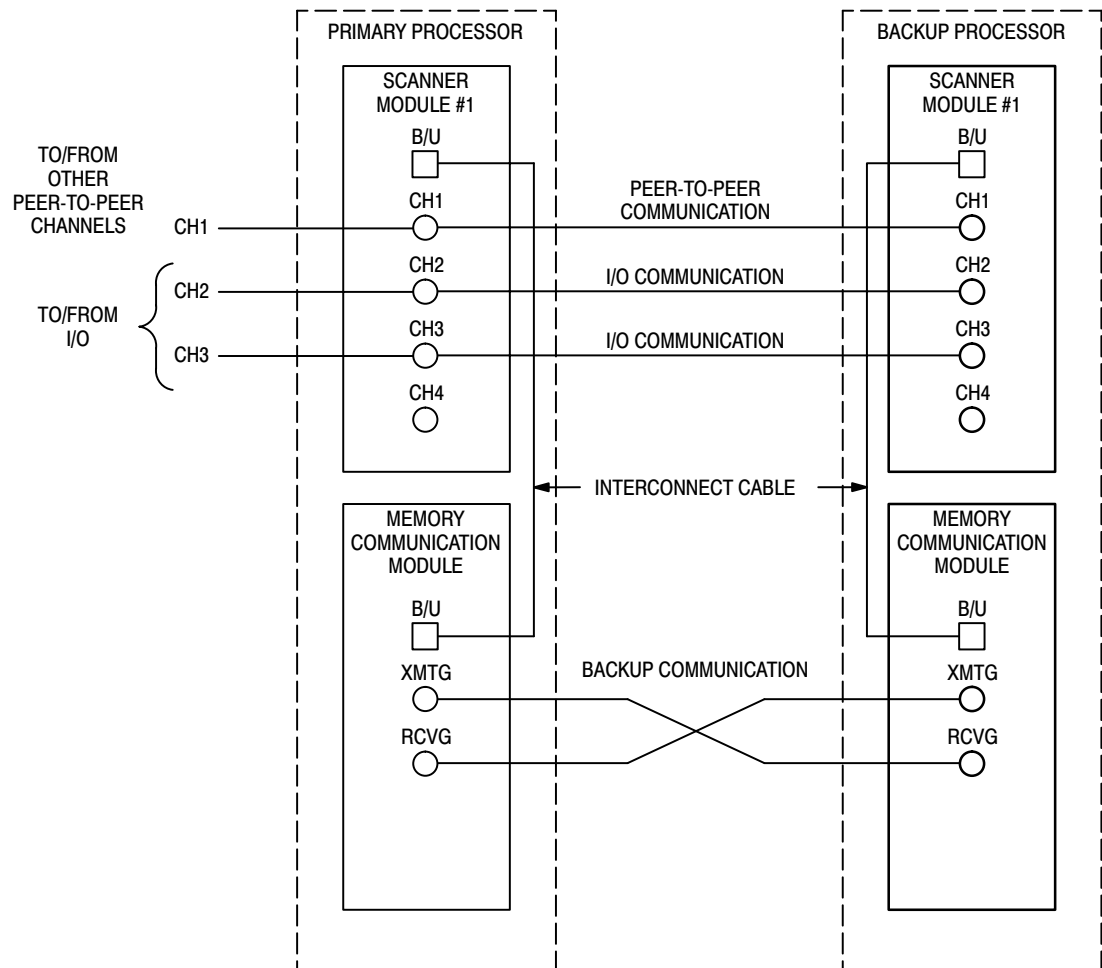 PRIMARY PROCESSOR
BACKUP PROCESSOR
SCANNER
MODULE #1
B/U
CH1
CH2
CH3
CH4
SCANNER
MODULE #1
B/U
CH1
CH2
CH3
CH4
TO/FROM
OTHER
PEER-TO-PEER
CHANNELS
CH1
CH2
TO/FROM
I/O
CH3
PEER-TO-PEER
COMMUNICATION
I/O COMMUNICATION
I/O COMMUNICATION
INTERCONNECT CABLE
MEMORY
COMMUNICATION
MODULE
B/U
XMTG
RCVG
BACKUP COMMUNICATION
MEMORY
COMMUNICATION
MODULE
B/U
XMTG
RCVG